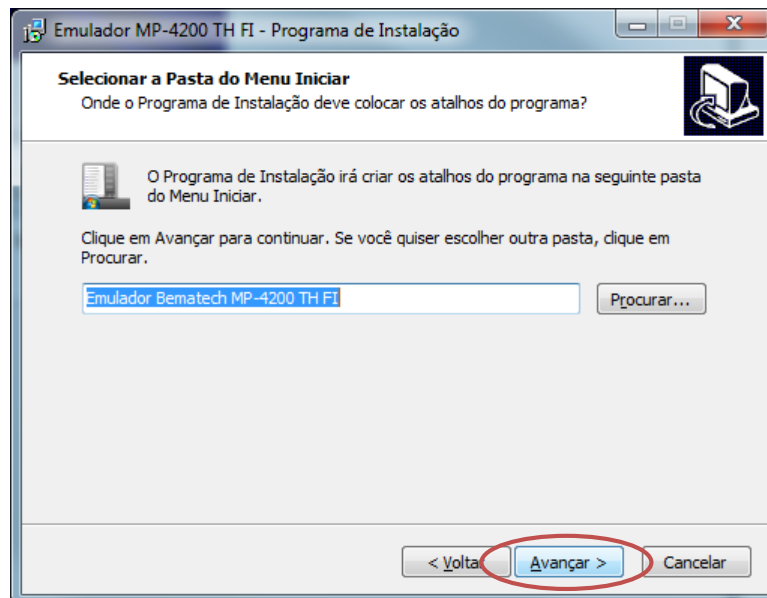 Emulador MP-4200 TH FI - Programa de Instalação
Selecionar a Pasta do Menu Iniciar
Onde o Programa de Instalação deve colocar os atalhos do programa?
O Programa de Instalação irá criar os atalhos do programa na seguinte pasta
do Menu Iniciar.
Clique em Avançar para continuar. Se você quiser escolher outra pasta, clique em
Procurar.
Emulador Bematech MP-4200 TH FI
Procurar...
< Voltar
Avançar >
Cancelar